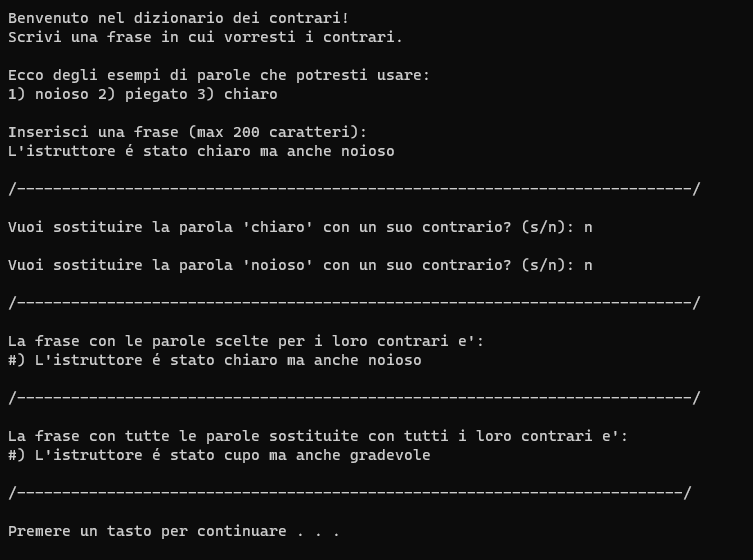 Benvenuto nel dizionario dei contrari!
Scrivi una frase in cui vorresti i contrari.
Ecco degli esempi di parole che potresti usare:
1) noioso 2) piegato 3) chiaro
Inserisci una frase (max 200 caratteri):
L'istruttore é stato chiaro ma anche noioso
/---------------------------------------------------------------------------/
Vuoi sostituire la parola 'chiaro' con un suo contrario? (s/n): n
Vuoi sostituire la parola 'noioso' con un suo contrario? (s/n): n
/---------------------------------------------------------------------------/
La frase con le parole scelte per i loro contrari e':
#) L'istruttore é stato chiaro ma anche noioso
/---------------------------------------------------------------------------/
La frase con tutte le parole sostituite con tutti i loro contrari e':
#) L'istruttore é stato cupo ma anche gradevole
/--------------------------------------------------------------------------/
Premere un tasto per continuare . . .